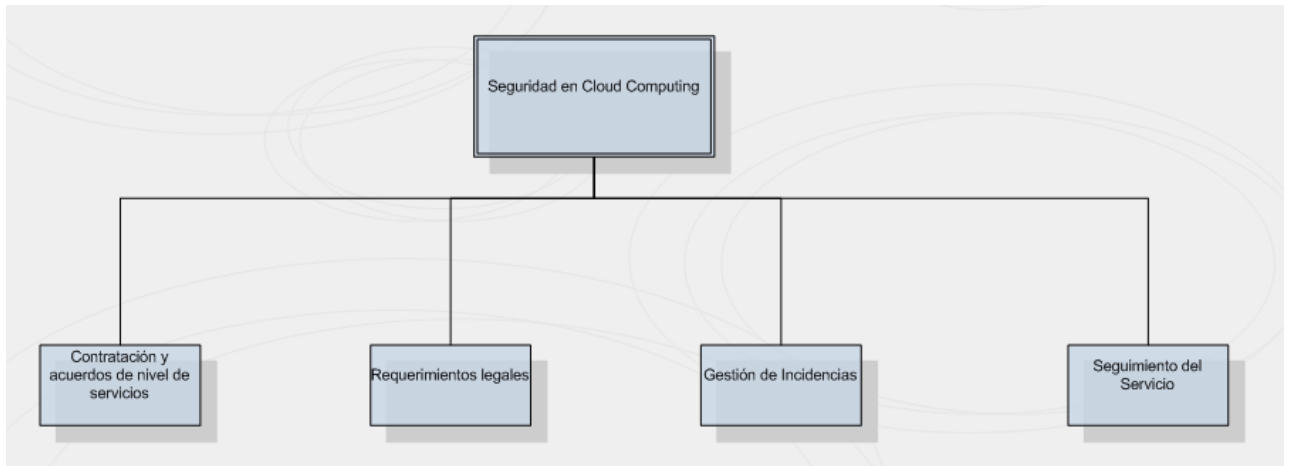 Seguridad en Cloud Computing
Contratación y
acuerdos de nivel de
servicios
Requerimientos legales
Gestión de Incidencias
Seguimiento del
Servicio